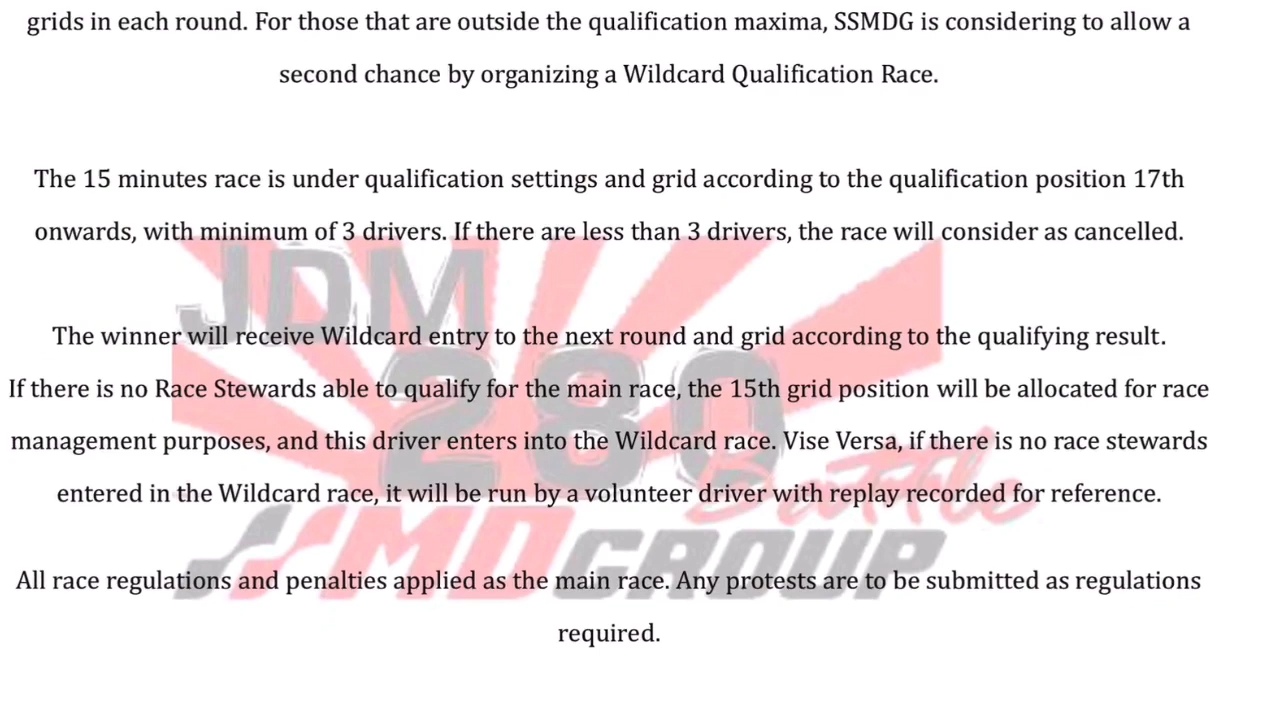 grids in each round. For those that are outside the qualification maxima, SSMDG is considering to allow a
second chance by organizing a Wildcard Qualification Race.
The 15 minutes race is under qualification settings and grid according to the qualification position 17th
onwards, with minimum of 3 drivers. If there are less than 3 drivers, the race will consider as cancelled.
JDM
The winner will receive Wildcard entry to the next round and grid according to the qualifying result.
280
If there is no Race Stewards able to qualify for the main race, the 15th grid position will be allocated for race
management purposes, and this driver enters into the Wildcard race. Vise Versa, if there is no race stewards
Battle
entered in the Wildcard race, it will be run by a volunteer driver with replay recorded for reference.
MDGROUP
All race regulations and penalties applied as the main race. Any protests are to be submitted as regulations
required.